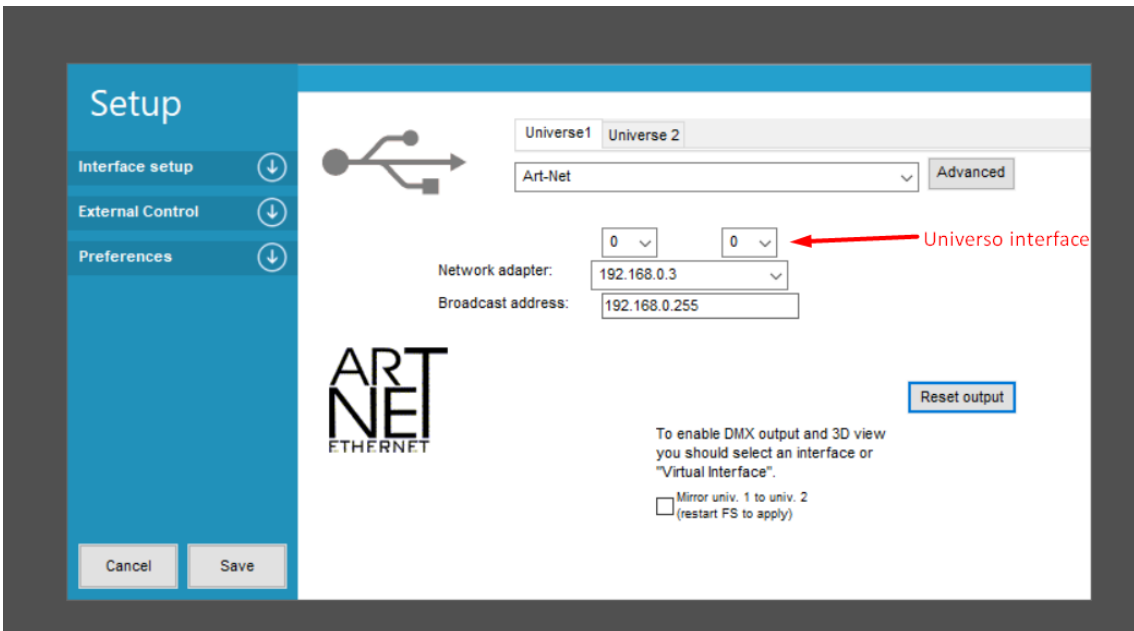 Setup
Interface setup
External Control
Preferences
Cancel
Save
Universe1
Universe 2
Art-Net
Advanced
0
0
Universo interface
Network adapter:
192.168.0.3
Broadcast address:
192.168.0.255
ART
NET
ETHERNET
Reset output
To enable DMX output and 3D view
you should select an interface or
"Virtual Interface".
Mirror univ. 1 to univ. 2
(restart FS to apply)